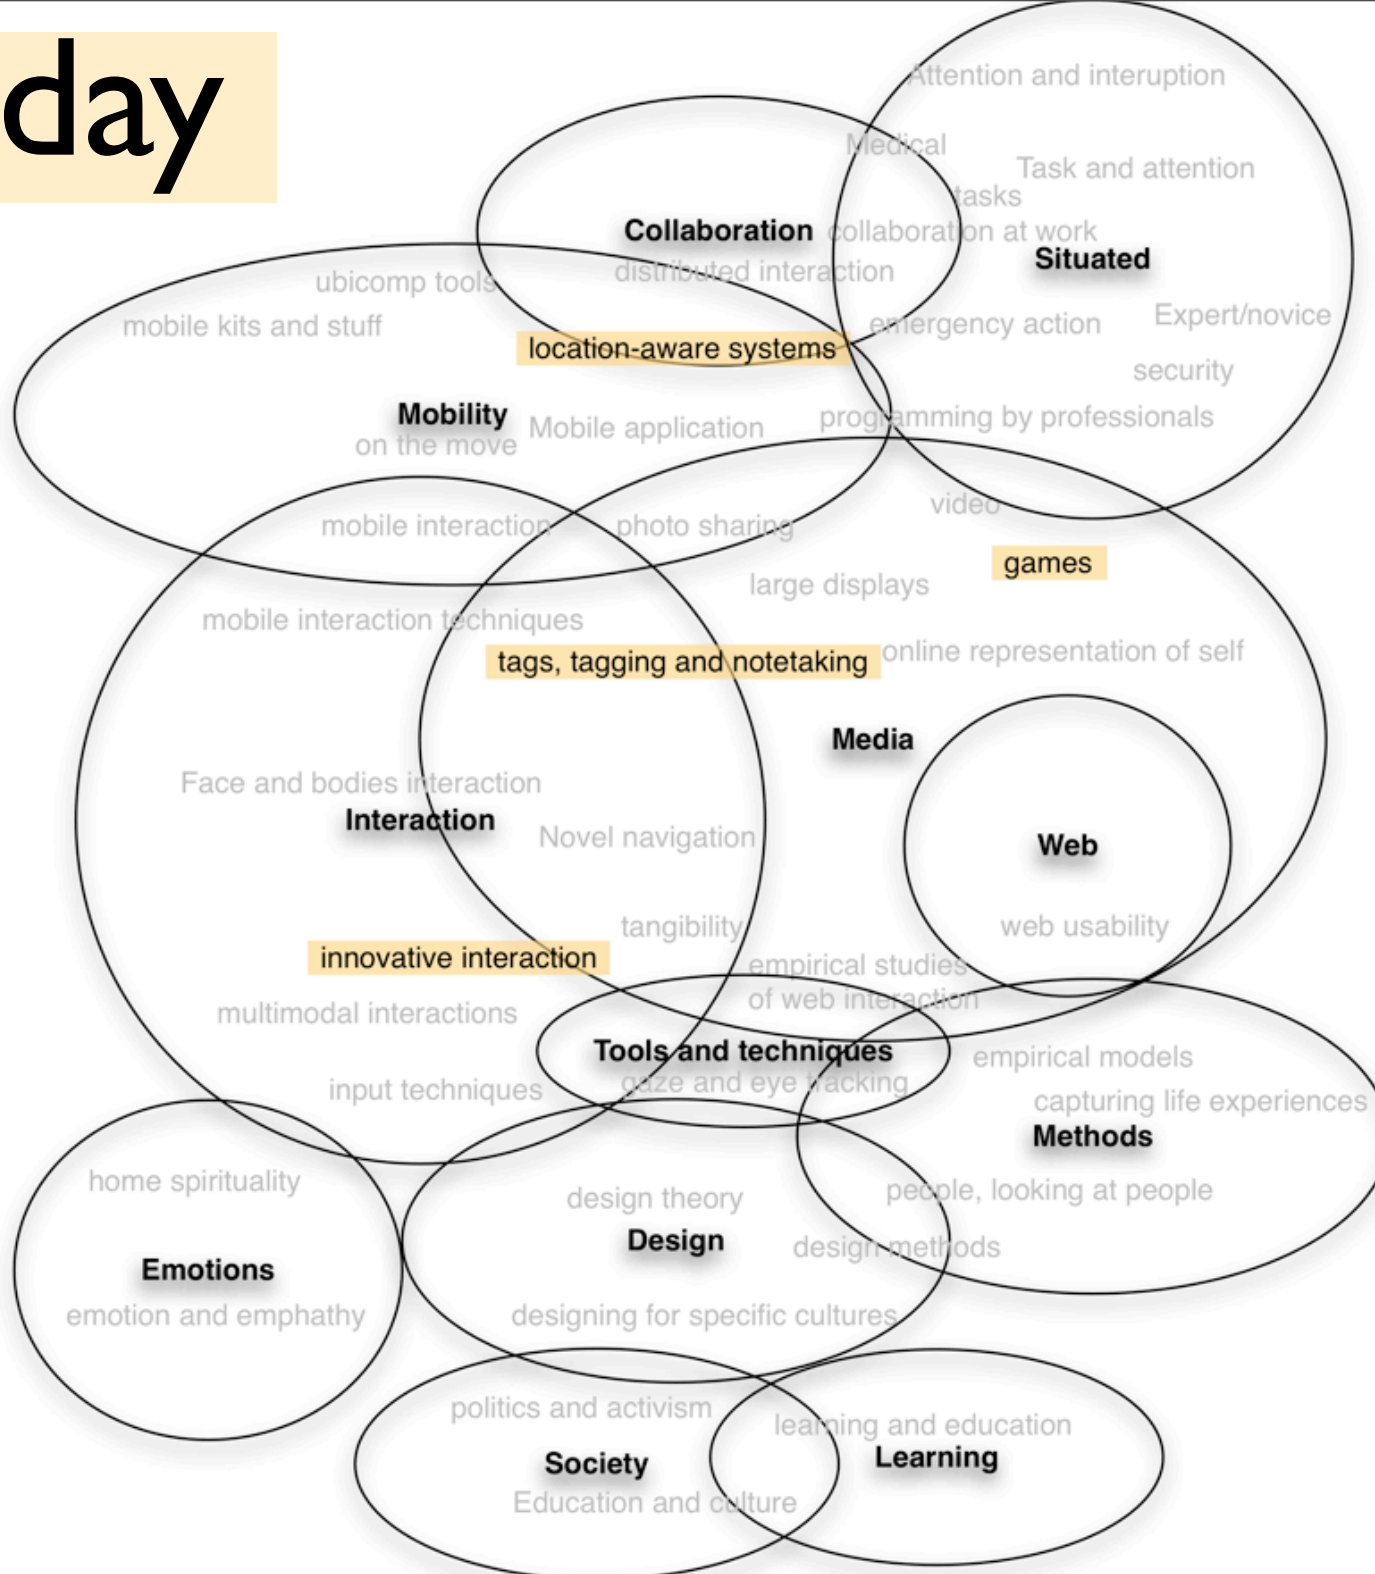 day
Attention and interuption
Medical
Task and attention
tasks
Collaboration
collaboration at work
Situated
distributed interaction
ubicomp tools
mobile kits and stuff
emergency action
Expert/novice
location-aware systems
security
Mobility
Mobile application
programming by professionals
on the move
video
mobile interaction
photo sharing
games
large displays
mobile interaction techniques
tags, tagging and notetaking
online representation of self
Media
Face and bodies interaction
Interaction
Novel navigation
Web
tangibility
web usability
innovative interaction
empirical studies
of web interaction
multimodal interactions
Tools and techniques
empirical models
gaze and eye tracking
input techniques
capturing life experiences
Methods
home spirituality
people, looking at people
design theory
Design
design methods
Emotions
emotion and emphathy
designing for specific cultures
politics and activism
learning and education
Society
Learning
Education and culture